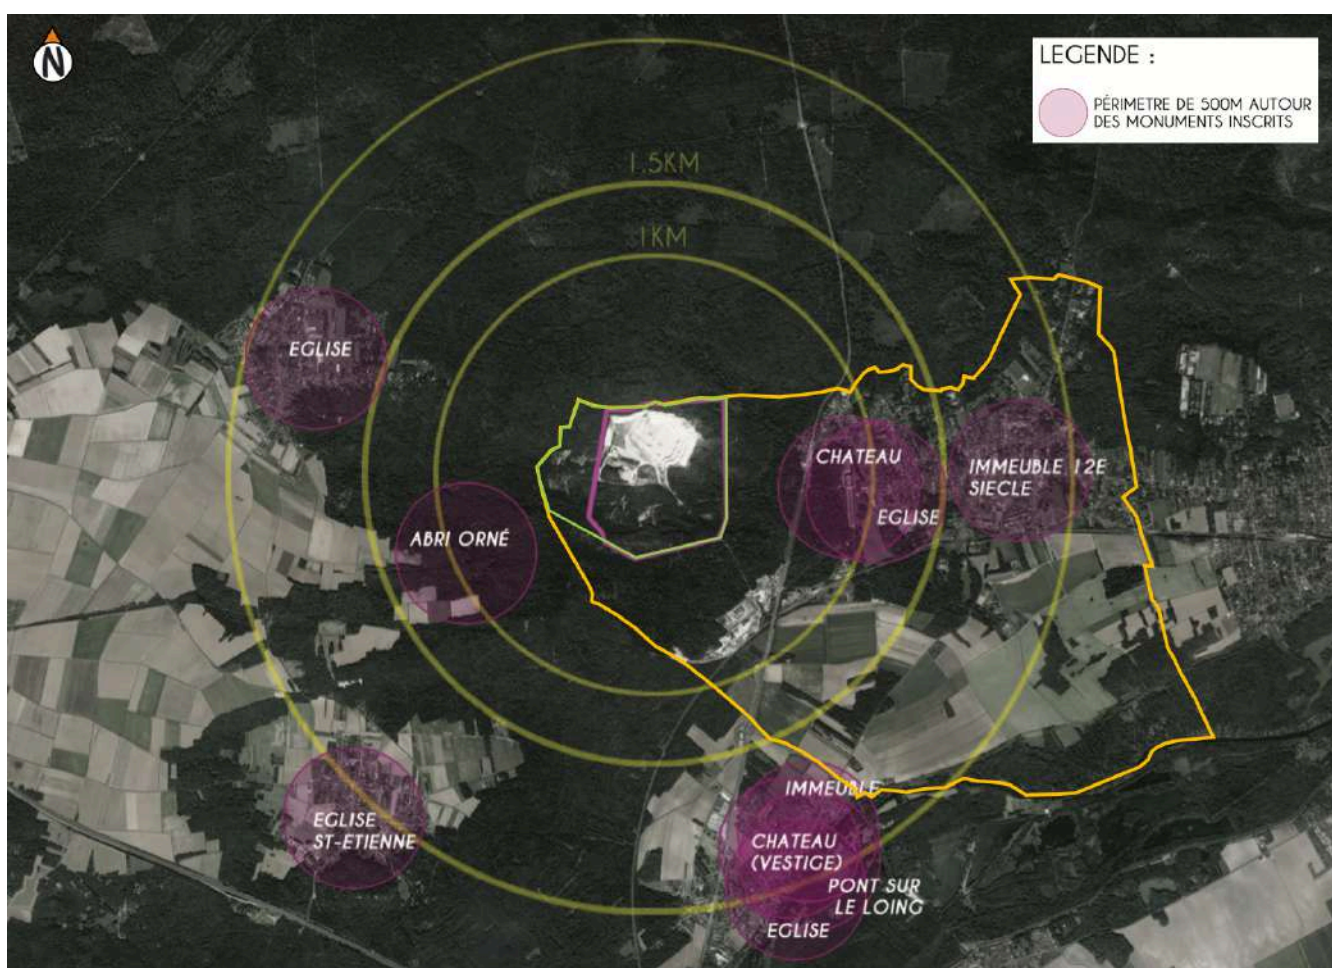 N
LEGENDE :
PÉRIMETRE DE 500M AUTOUR
DES MONUMENTS INSCRITS
1.5KM
1KM
EGLISE
CHATEAU
IMMEUBLE 12E
SIECLE
EGLISE
ABRI ORNÉ
IMMEUBLE
EGLISE
ST-ETIENNE
CHATEAU
(VESTIGE)
PONT SUR
LE LOING
EGLISE